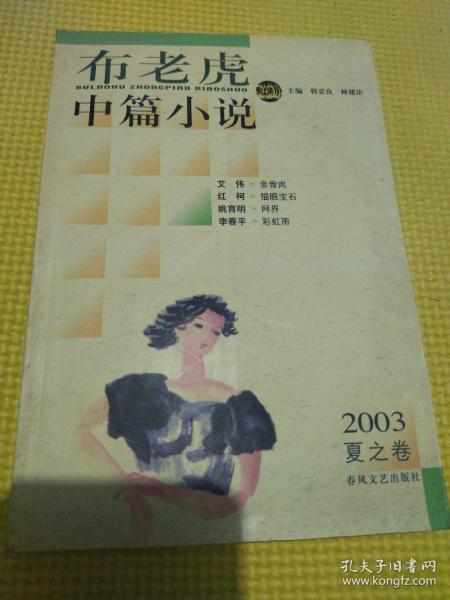 布老虎
BULAOHU ZHONGPIAN XIAOSHUO
主编 韩忠良 林建法
中篇小说
艾伟 = 亲骨肉
红柯 = 猫眼宝石
姚育明 = 网界
李春平 = 彩虹雨
2003
夏之卷
春风文艺出版社
孔夫子旧书网
www.kongfz.com